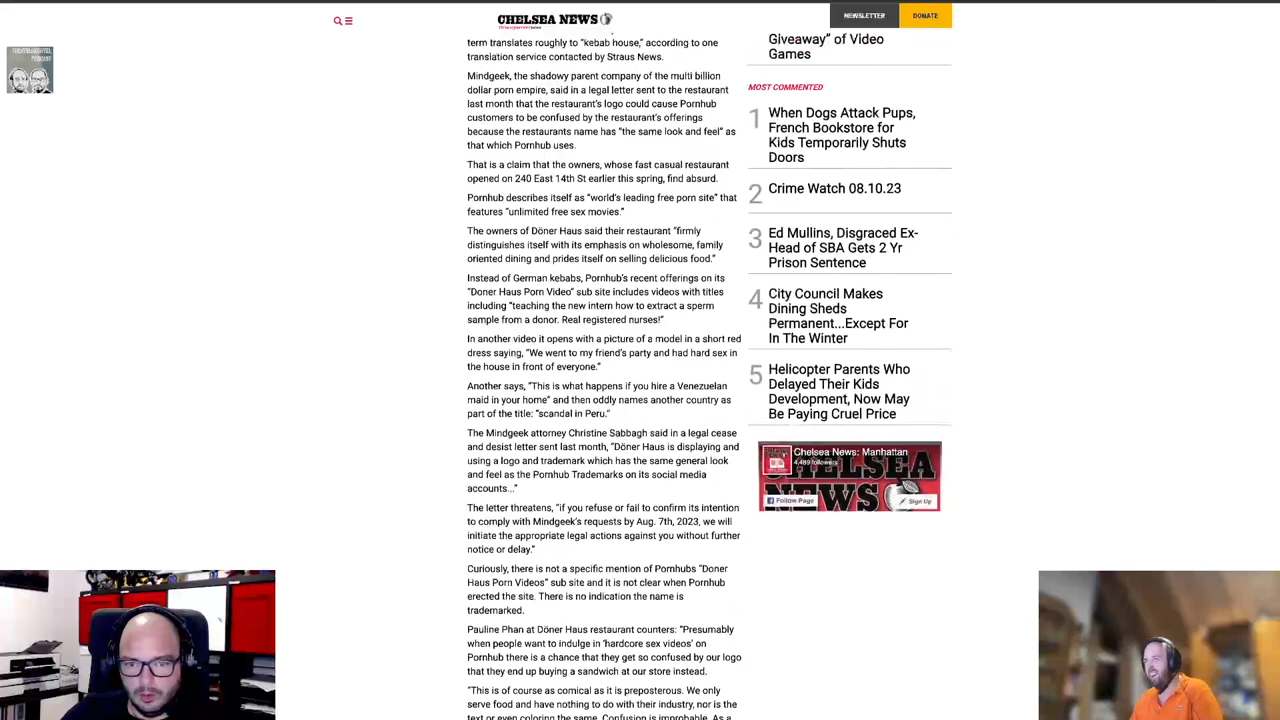 CHELSEA NEWS
NEWSLETTER
DONATE
term translates roughly to “kebab house,” according to one
translation service contacted by Straus News.
Mindgeek, the shadowy parent company of the multi billion
dollar porn empire, said in a legal letter sent to the restaurant
last month that the restaurant’s logo could cause Pornhub
customers to be confused by the restaurant’s offerings
because the restaurants name has “the same look and feel” as
that which Pornhub uses.
That is a claim that the owners, whose fast casual restaurant
opened on 240 East 14th St earlier this spring, find absurd.
Pornhub describes itself as “world’s leading free porn site” that
features “unlimited free sex movies.”
The owners of Döner Haus said their restaurant “firmly
distinguishes itself with its emphasis on wholesome, family
oriented dining and prides itself on selling delicious food.”
Instead of German kebabs, Pornhub’s recent offerings on its
“Doner Haus Porn Video” sub site includes videos with titles
including “teaching the new intern how to extract a sperm
sample from a donor. Real registered nurses!”
In another video it opens with a picture of a model in a short red
dress saying, “We went to my friend’s party and had hard sex in
the house in front of everyone.”
Another says, “This is what happens if you hire a Venezuelan
maid in your home” and then oddly names another country as
part of the title: “scandal in Peru.”
The Mindgeek attorney Christine Sabbagh said in a legal cease
and desist letter sent last month, “Döner Haus is displaying and
using a logo and trademark which has the same general look
and feel as the Pornhub Trademarks on its social media
accounts...”
The letter threatens, “if you refuse or fail to confirm its intention
to comply with Mindgeek’s requests by Aug. 7th, 2023, we will
initiate the appropriate legal actions against you without further
notice or delay.”
Curiously, there is not a specific mention of Pornhubs “Doner
Haus Porn Videos” sub site and it is not clear when Pornhub
erected the site. There is no indication the name is
trademarked.
Pauline Phan at Döner Haus restaurant counters: “Presumably
when people want to indulge in ‘hardcore sex videos’ on
Pornhub there is a chance that they get so confused by our logo
that they end up buying a sandwich at our store instead.
“This is of course as comical as it is preposterous. We only
serve food and have nothing to do with their industry, nor is the
text or even coloring the same. Confusion is improbable. As a
Giveaway” of Video
Games
MOST COMMENTED
1
When Dogs Attack Pups,
French Bookstore for
Kids Temporarily Shuts
Doors
2
Crime Watch 08.10.23
3
Ed Mullins, Disgraced Ex-
Head of SBA Gets 2 Yr
Prison Sentence
4
City Council Makes
Dining Sheds
Permanent...Except For
In The Winter
5
Helicopter Parents Who
Delayed Their Kids
Development, Now May
Be Paying Cruel Price
Chelsea News: Manhattan
4,489 followers
CHELSEA
NEWS
Follow Page
Sign Up